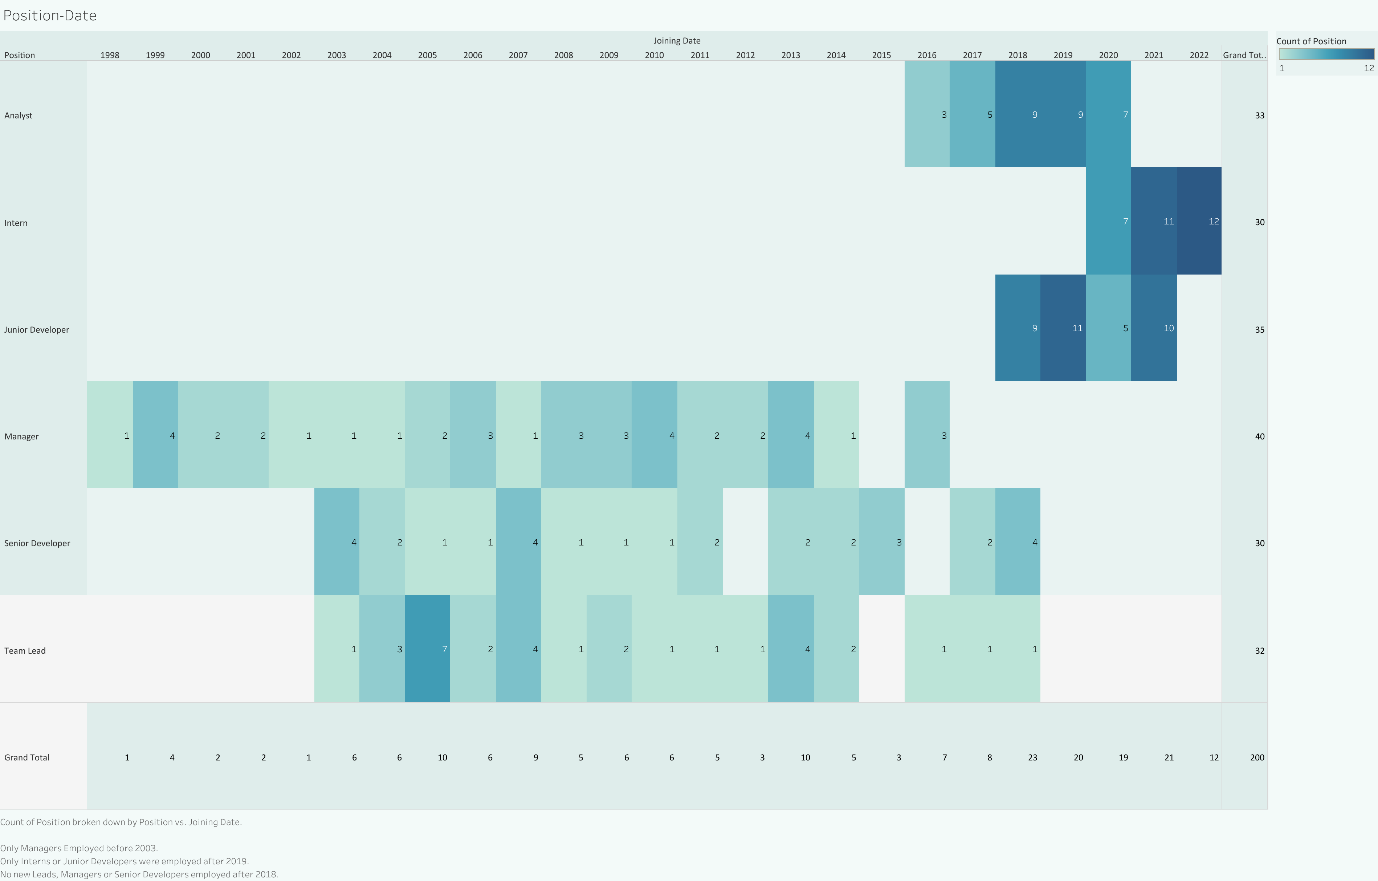 Position-Date
Joining Date
Position 1998 1999 2000 2001 2002 2003 2004 2005 2006 2007 2008 2009 2010 2011 2012 2013 2014 2015 2016 2017 2018 2019 2020 2021 2022 Grand Tot..
Analyst 3 5 9 9 7 33
Intern 7 11 12 30
Junior Developer 9 11 5 10 35
Manager 1 4 2 2 1 1 1 2 3 1 3 3 4 2 2 4 1 3 40
Senior Developer 4 2 1 1 4 1 1 1 2 2 2 3 2 4 30
Team Lead 1 3 7 2 4 1 2 1 1 1 4 2 1 1 1 32
Grand Total 1 4 2 2 1 6 6 10 6 9 5 6 6 5 3 10 5 3 7 8 23 20 19 21 12 200
Count of Position
1 12
Count of Position broken down by Position vs. Joining Date.
Only Managers Employed before 2003.
Only Interns or Junior Developers were employed after 2019.
No new Leads, Managers or Senior Developers employed after 2018.